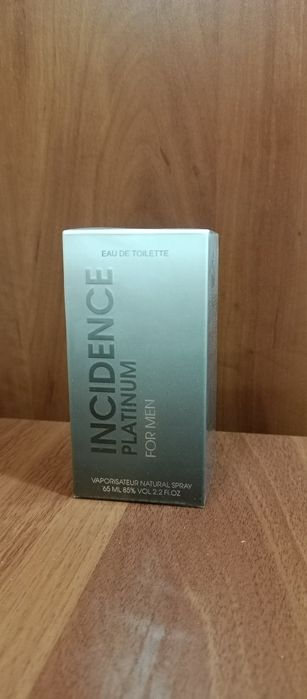 EAU DE TOILETTE
INCIDENCE
PLATINUM
FOR MEN
VAPORISATEUR NATURAL SPRAY
65 ML 85% VOL 2.2 Fl.OZ